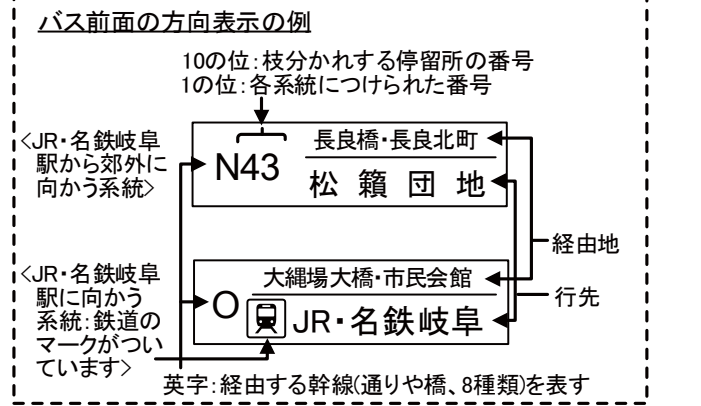 バス前面の方向表示の例
10の位:枝分かれする停留所の番号
1の位:各系統につけられた番号
<JR・名鉄岐阜
駅から郊外に
向かう系統>
N43
長良橋・長良北町
松籟団地
経由地
行先
<JR・名鉄岐阜
駅に向かう
系統:鉄道の
マークがつい
ています>
O
大縄場大橋・市民会館
JR・名鉄岐阜
英字:経由する幹線(通りや橋、8種類)を表す